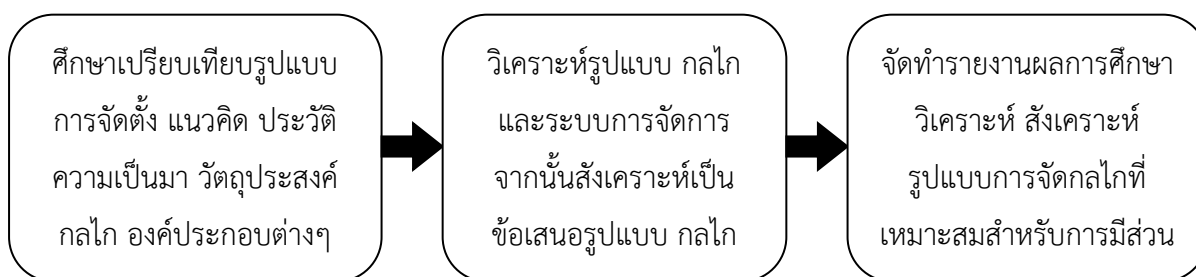 ศึกษาเปรียบเทียบรูปแบบ
การจัดตั้ง แนวคิด ประวัติ
ความเป็นมา วัตถุประสงค์
กลไก องค์ประกอบต่างๆ
วิเคราะห์รูปแบบ กลไก
และระบบการจัดการ
จากนั้นสังเคราะห์เป็น
ข้อเสนอรูปแบบ กลไก
จัดทำรายงานผลการศึกษา
วิเคราะห์ สังเคราะห์
รูปแบบการจัดกลไกที่
เหมาะสมสำหรับการมีส่วน